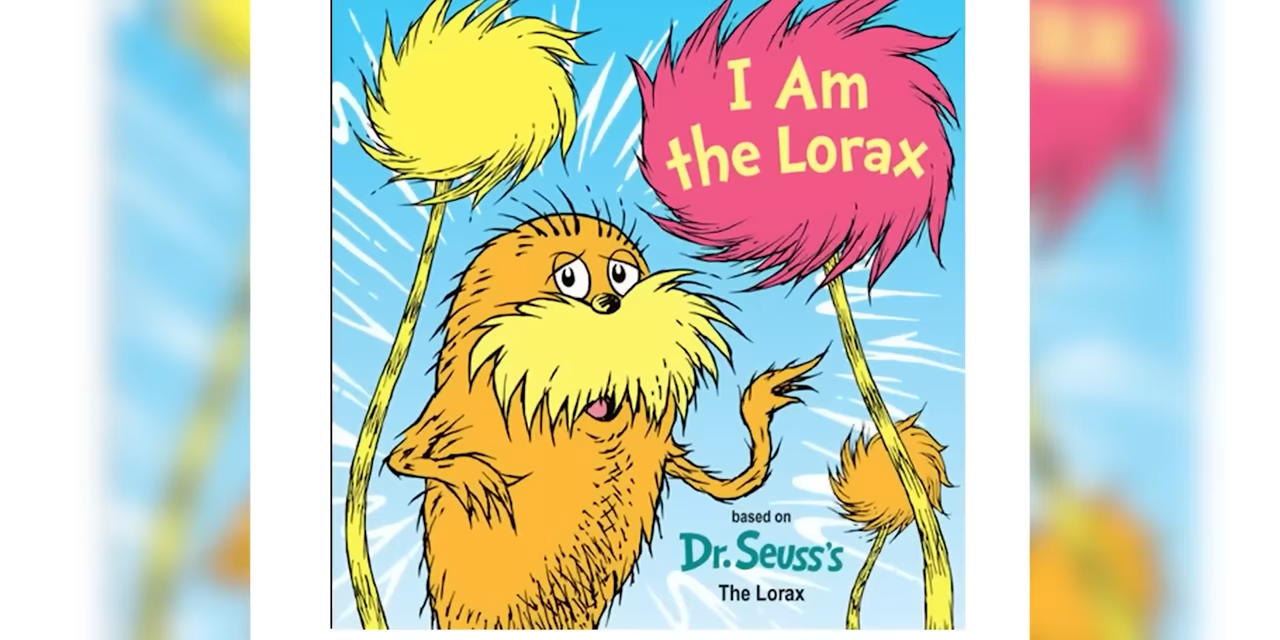 I Am
the Lorax
based on
Dr. Seuss's
The Lorax